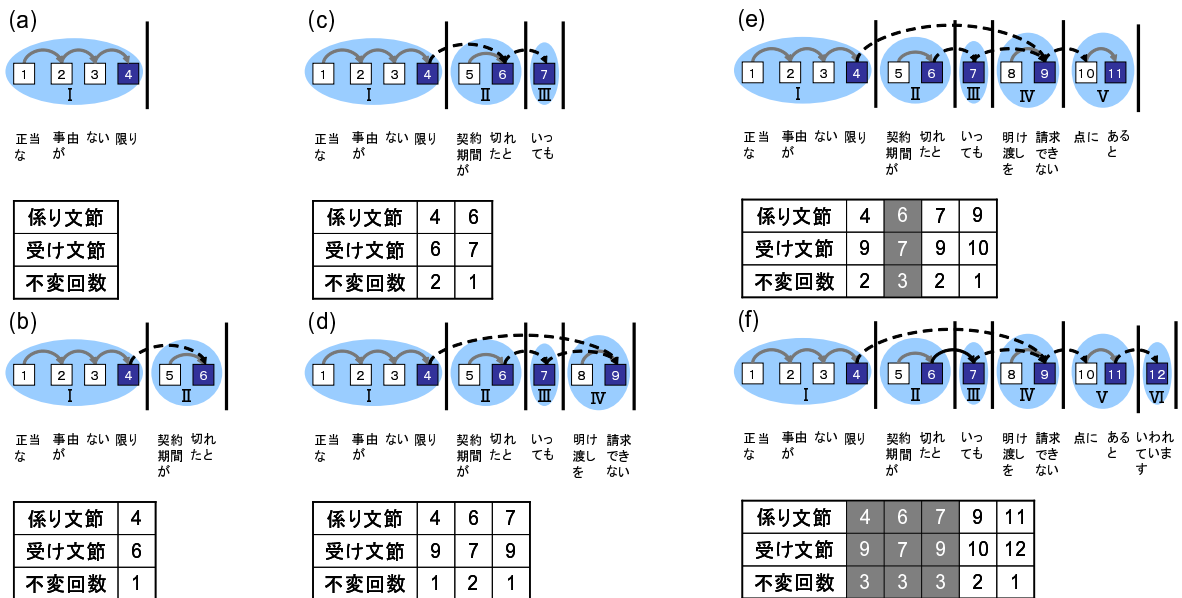 (a)
1 2 3 4
Ⅰ
正当な 事由が ない 限り
係り文節
受け文節
不変回数
(b)
1 2 3 4 5 6
Ⅰ Ⅱ
正当な 事由が ない 限り 契約期間が 切れたと
係り文節 4
受け文節 6
不変回数 1
(c)
1 2 3 4 5 6 7
Ⅰ Ⅱ Ⅲ
正当な 事由が ない 限り 契約期間が 切れたと いっても
係り文節 4 6
受け文節 6 7
不変回数 2 1
(d)
1 2 3 4 5 6 7 8 9
Ⅰ Ⅱ Ⅲ Ⅳ
正当な 事由が ない 限り 契約期間が 切れたと いっても 明け渡しを 請求できない
係り文節 4 6 7
受け文節 9 7 9
不変回数 1 2 1
(e)
1 2 3 4 5 6 7 8 9 10 11
Ⅰ Ⅱ Ⅲ Ⅳ Ⅴ
正当な 事由が ない 限り 契約期間が 切れたと いっても 明け渡しを 請求できない 点に あると
係り文節 4 6 7 9
受け文節 9 7 9 10
不変回数 2 3 2 1
(f)
1 2 3 4 5 6 7 8 9 10 11 12
Ⅰ Ⅱ Ⅲ Ⅳ Ⅴ Ⅵ
正当な 事由が ない 限り 契約期間が 切れたと いっても 明け渡しを 請求できない 点に あると いわれています
係り文節 4 6 7 9 11
受け文節 9 7 9 10 12
不変回数 3 3 3 2 1